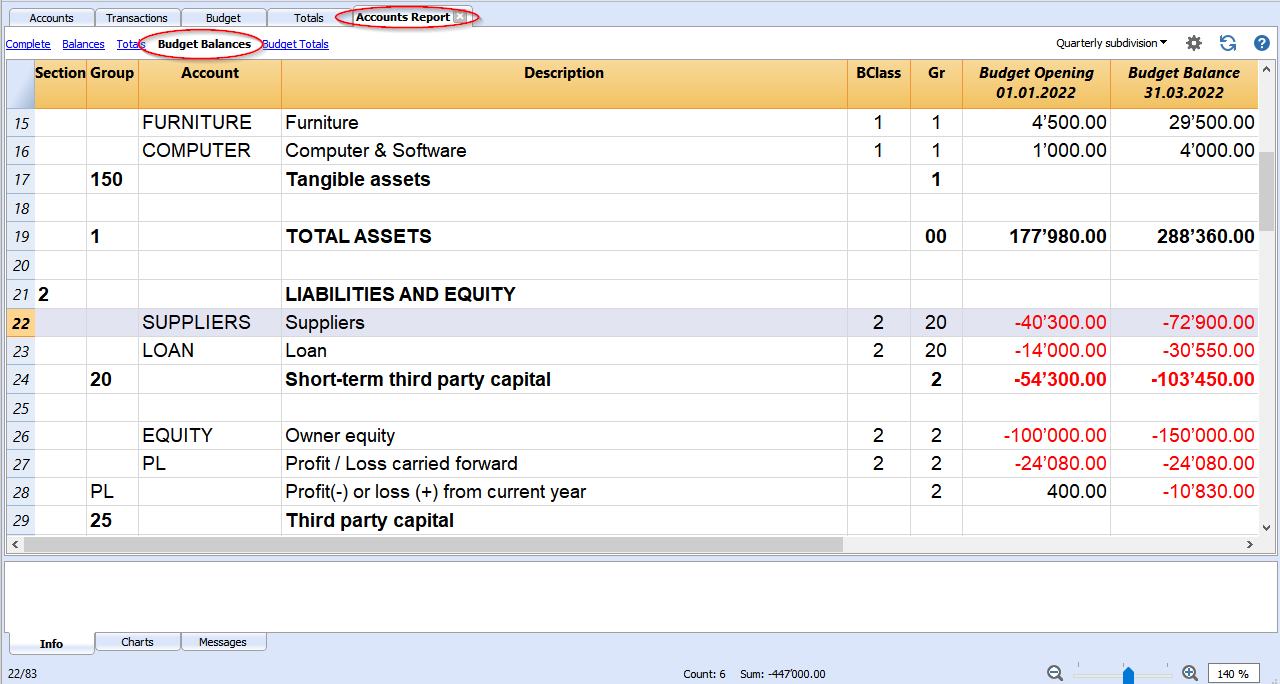 Accounts Transactions Budget Totals Accounts Report
Complete Balances Totals Budget Balances Budget Totals Quarterly subdivision
Section Group Account Description BClass Gr Budget Opening 01.01.2022 Budget Balance 31.03.2022
15 FURNITURE Furniture 1 1 4’500.00 29’500.00
16 COMPUTER Computer & Software 1 1 1’000.00 4’000.00
17 150 Tangible assets 1
18
19 1 TOTAL ASSETS 00 177’980.00 288’360.00
20
21 2 LIABILITIES AND EQUITY
22 SUPPLIERS Suppliers 2 20 -40’300.00 -72’900.00
23 LOAN Loan 2 20 -14’000.00 -30’550.00
24 20 Short-term third party capital 2 -54’300.00 -103’450.00
25
26 EQUITY Owner equity 2 2 -100’000.00 -150’000.00
27 PL Profit / Loss carried forward 2 2 -24’080.00 -24’080.00
28 PL Profit(-) or loss (+) from current year 2 400.00 -10’830.00
29 25 Third party capital
Info Charts Messages
22/83 Count: 6 Sum: -447’000.00 140 %